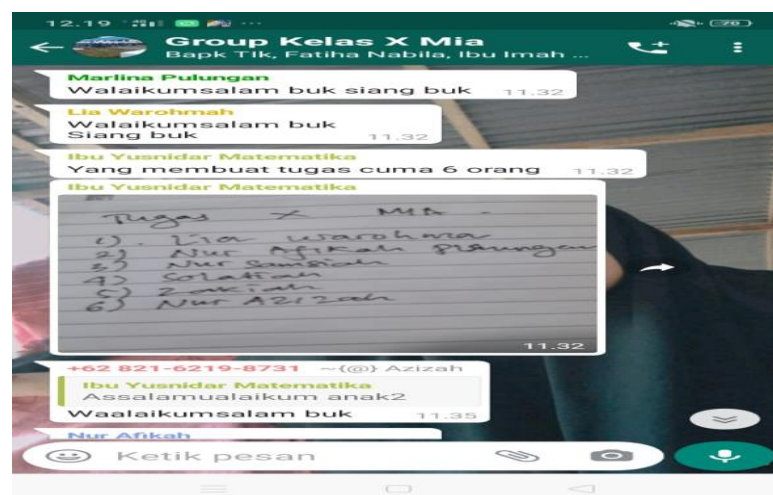 12.19
70
Group Kelas X Mia
Bapk Tlk, Fatiha Nabila, Ibu Imah ...
Marlina Pulungan
Walaikumsalam buk siang buk 11.32
Lia Warohmah
Walaikumsalam buk
Siang buk 11.32
Ibu Yusnidar Matematika
Yang membuat tugas cuma 6 orang 11.32
Ibu Yusnidar Matematika
Tugas X MIA.
1). Lia warohma
2) Nur Afikah pulungan
3) Nur Samsiah
4) Solatiah
5) Zakiah
6) Nur Azizah
11.32
+62 821-6219-8731 ~{@} Azizah
Ibu Yusnidar Matematika
Assalamualaikum anak2
Waalaikumsalam buk 11.35
Nur Afikah
Ketik pesan